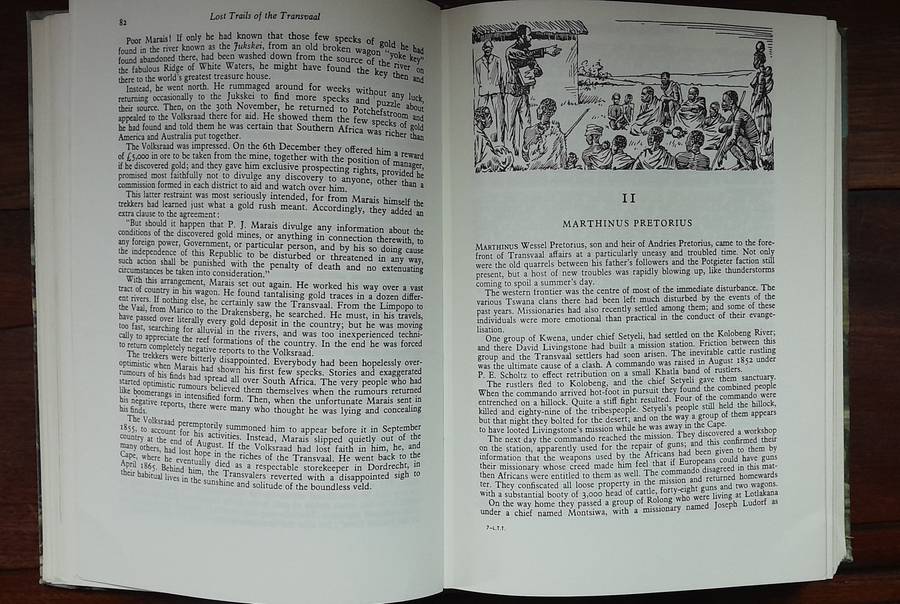 82
Lost Trails of the Transvaal
Poor Marais! If only he had known that those few specks of gold he had
found in the river known as the Jukskei, from an old broken wagon “yoke key”
found abandoned there, had been washed down from the source of the river on
the fabulous Ridge of White Waters, he might have found the key then and
there to the world's greatest treasure house.
Instead, he went north. He rummaged around for weeks without any luck,
returning occasionally to the Jukskei to find more specks and puzzle about
their source. Then, on the 30th November, he returned to Potchefstroom and
appealed to the Volksraad there for aid. He showed them the few specks of gold
he had found and told them he was certain that Southern Africa was richer than
America and Australia put together.
The Volksraad was impressed. On the 6th December they offered him a reward
of £5,000 in ore to be taken from the mine, together with the position of manager,
if he discovered gold; and they gave him exclusive prospecting rights, provided he
promised most faithfully not to divulge any discovery to anyone, other than a
commission formed in each district to aid and watch over him.
This latter restraint was most seriously intended, for from Marais himself the
trekkers had learned just what a gold rush meant. Accordingly, they added an
extra clause to the agreement:
“But should it happen that P. J. Marais divulge any information about the
conditions of the discovered gold mines, or anything in connection therewith, to
any foreign power, Government, or particular person, and by his so doing cause
the independence of this Republic to be disturbed or threatened in any way,
such action shall be punished with the penalty of death and no extenuating
circumstances be taken into consideration.”
With this arrangement, Marais set out again. He worked his way over a vast
tract of country in his wagon. He found tantalising gold traces in a dozen differ-
ent rivers. If nothing else, he certainly saw the Transvaal. From the Limpopo to
the Vaal, from Marico to the Drakensberg, he searched. He must, in his travels,
have passed over literally every gold deposit in the country; but he was moving
too fast, searching for alluvial in the rivers, and was too inexperienced techni-
cally to appreciate the reef formations of the country. In the end he was forced
to return completely negative reports to the Volksraad.
The trekkers were bitterly disappointed. Everybody had been hopelessly over-
optimistic when Marais had shown his first few specks. Stories and exaggerated
rumours of his finds had spread all over South Africa. The very people who had
started optimistic rumours believed them themselves when the rumours returned
like boomerangs in intensified form. Then, when the unfortunate Marais sent in
his negative reports, there were many who thought he was lying and concealing
his finds.
The Volksraad peremptorily summoned him to appear before it in September
1855, to account for his activities. Instead, Marais slipped quietly out of the
country at the end of August. If the Volksraad had lost faith in him, he, and
many others, had lost hope in the riches of the Transvaal. He went back to the
Cape, where he eventually died as a respectable storekeeper in Dordrecht, in
April 1865. Behind him, the Transvalers reverted with a disappointed sigh to
their habitual lives in the sunshine and solitude of the boundless veld.
II
MARTHINUS PRETORIUS
MARTHINUS Wessel Pretorius, son and heir of Andries Pretorius, came to the fore-
front of Transvaal affairs at a particularly uneasy and troubled time. Not only
were the old quarrels between his father's followers and the Potgieter faction still
present, but a host of new troubles was rapidly blowing up, like thunderstorms
coming to spoil a summer's day.
The western frontier was the centre of most of the immediate disturbance. The
various Tswana clans there had been left much disturbed by the events of the
past years. Missionaries had also recently settled among them; and some of these
individuals were more emotional than practical in the conduct of their evange-
lisation.
One group of Kwena, under chief Setyeli, had settled on the Kolobeng River;
and there David Livingstone had built a mission station. Friction between this
group and the Transvaal settlers had soon arisen. The inevitable cattle rustling
was the ultimate cause of a clash. A commando was raised in August 1852 under
P. E. Scholtz to effect retribution on a small Khatla band of rustlers.
The rustlers fled to Kolobeng, and the chief Setyeli gave them sanctuary.
When the commando arrived hot-foot in pursuit they found the combined people
entrenched on a hillock. Quite a stiff fight resulted. Four of the commando were
killed and eighty-nine of the tribespeople. Setyeli's people still held the hillock,
but that night they bolted for the desert; and on the way a group of them appears
to have looted Livingstone's mission while he was away in the Cape.
The next day the commando reached the mission. They discovered a workshop
on the station, apparently used for the repair of guns; and this confirmed their
information that the weapons used by the Africans had been given to them by
their missionary whose creed made him feel that if Europeans could have guns
then Africans were entitled to them as well. The commando disagreed in this mat-
ter. They confiscated all loose property in the mission and returned homewards
with a substantial booty of 3,000 head of cattle, forty-eight guns and two wagons.
On the way home they passed a group of Rolong who were living at Lotlakana
under a chief named Montsiwa, with a missionary named Joseph Ludorf as
7-L.T.T.